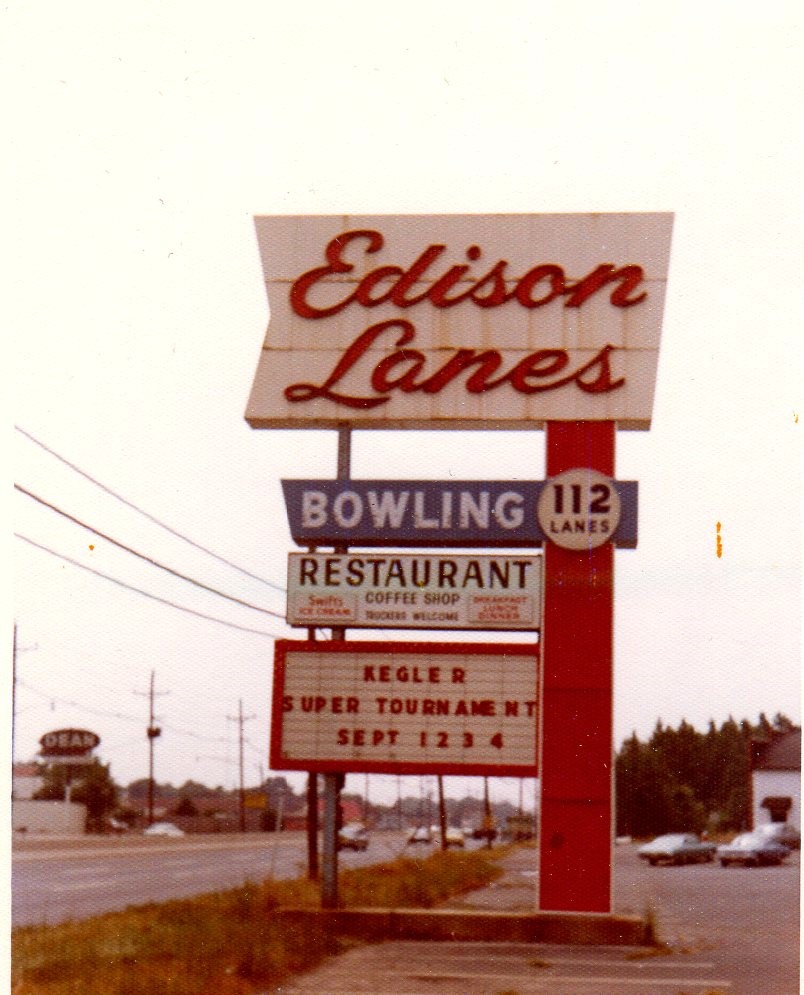 Edison
Lanes
BOWLING
112
LANES
RESTAURANT
COFFEE SHOP
Swift's
ICE CREAM
TRUCKERS WELCOME
BREAKFAST
LUNCH
DINNER
KEGLER
SUPER TOURNAMENT
SEPT 1 2 3 4
DEAN